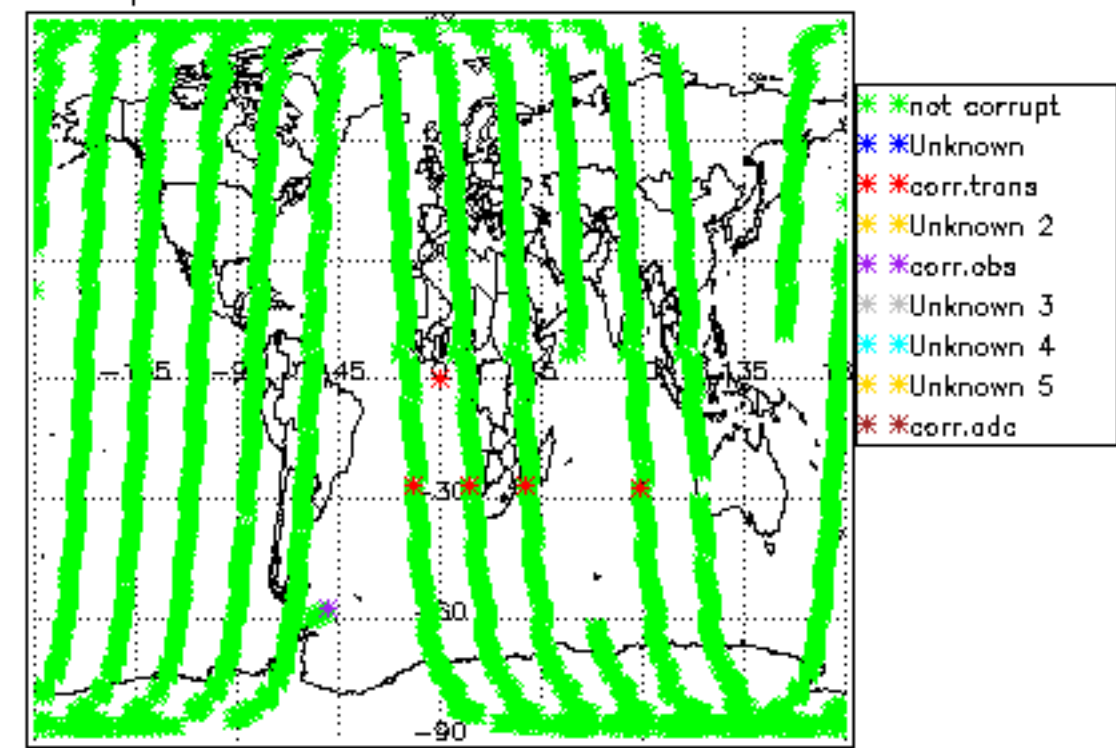 not corrupt
Unknown
corr.trans
Unknown 2
corr.obs
Unknown 3
Unknown 4
Unknown 5
corr.adc
45
135
-30
-90